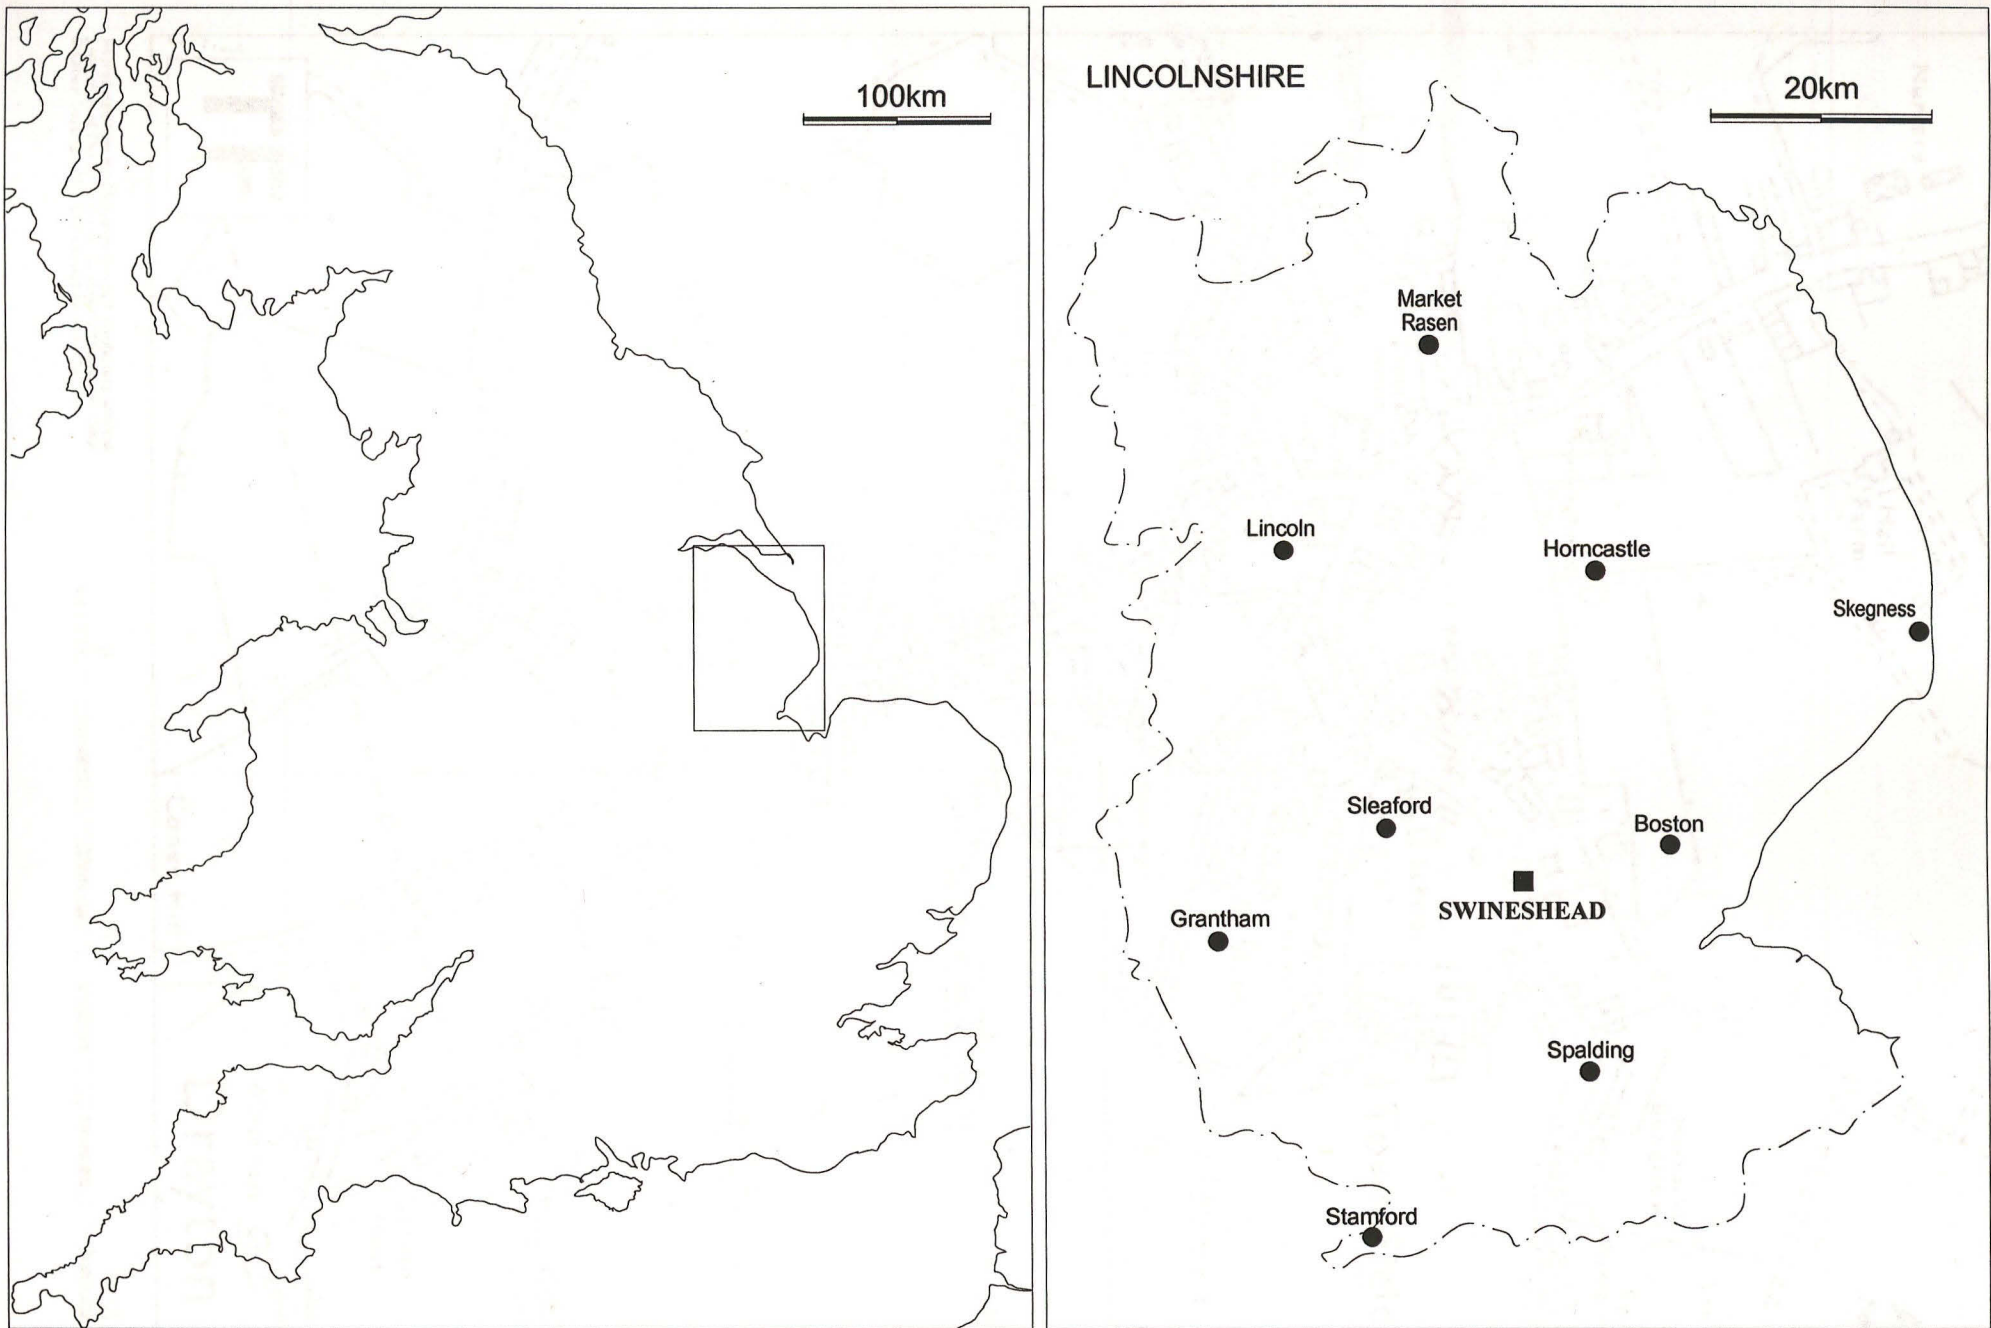 100km
LINCOLNSHIRE
20km
Market
Rasen
Lincoln
Horncastle
Skegness
Sleaford
Boston
SWINESHEAD
Grantham
Spalding
Stamford